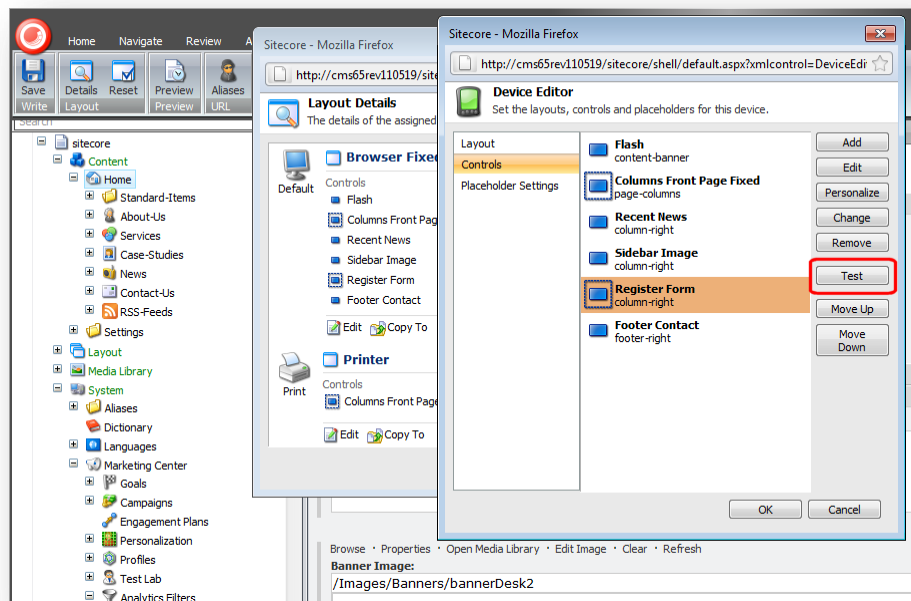 Home Navigate Review A
Save Details Reset Preview Aliases
Write Layout Preview URL
Search
sitecore
Content
Home
Standard-Items
About-Us
Services
Case-Studies
News
Contact-Us
RSS-Feeds
Settings
Layout
Media Library
System
Aliases
Dictionary
Languages
Marketing Center
Goals
Campaigns
Engagement Plans
Personalization
Profiles
Test Lab
Analytics Filters
Sitecore - Mozilla Firefox
http://cms65rev110519/site
Layout Details
The details of the assigned
Default
Browser Fixed
Controls
Flash
Columns Front Pag
Recent News
Sidebar Image
Register Form
Footer Contact
Edit Copy To
Print
Printer
Controls
Columns Front Page
Edit Copy To
Sitecore - Mozilla Firefox
http://cms65rev110519/sitecore/shell/default.aspx?xmlcontrol=DeviceEdit
Device Editor
Set the layouts, controls and placeholders for this device.
Layout
Controls
Placeholder Settings
Flash
content-banner
Columns Front Page Fixed
page-columns
Recent News
column-right
Sidebar Image
column-right
Register Form
column-right
Footer Contact
footer-right
Add
Edit
Personalize
Change
Remove
Test
Move Up
Move
Down
OK Cancel
Browse · Properties · Open Media Library · Edit Image · Clear · Refresh
Banner Image:
/Images/Banners/bannerDesk2